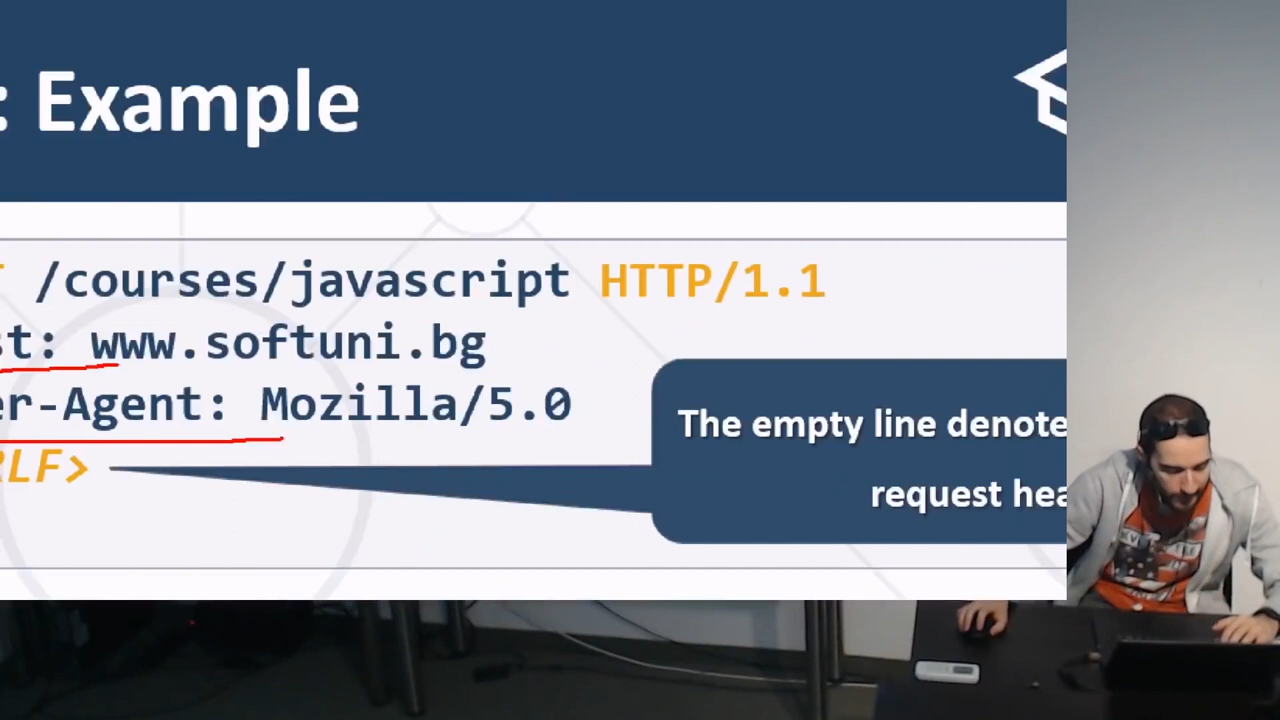 : Example
/courses/javascript HTTP/1.1
st: www.softuni.bg
er-Agent: Mozilla/5.0
LF>
The empty line denote
request hea